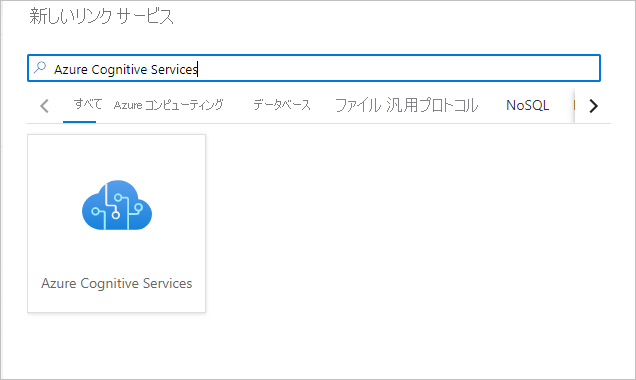 新しいリンク サービス
Azure Cognitive Services
すべて Azure コンピューティング データベース ファイル 汎用プロトコル NoSQL
Azure Cognitive Services